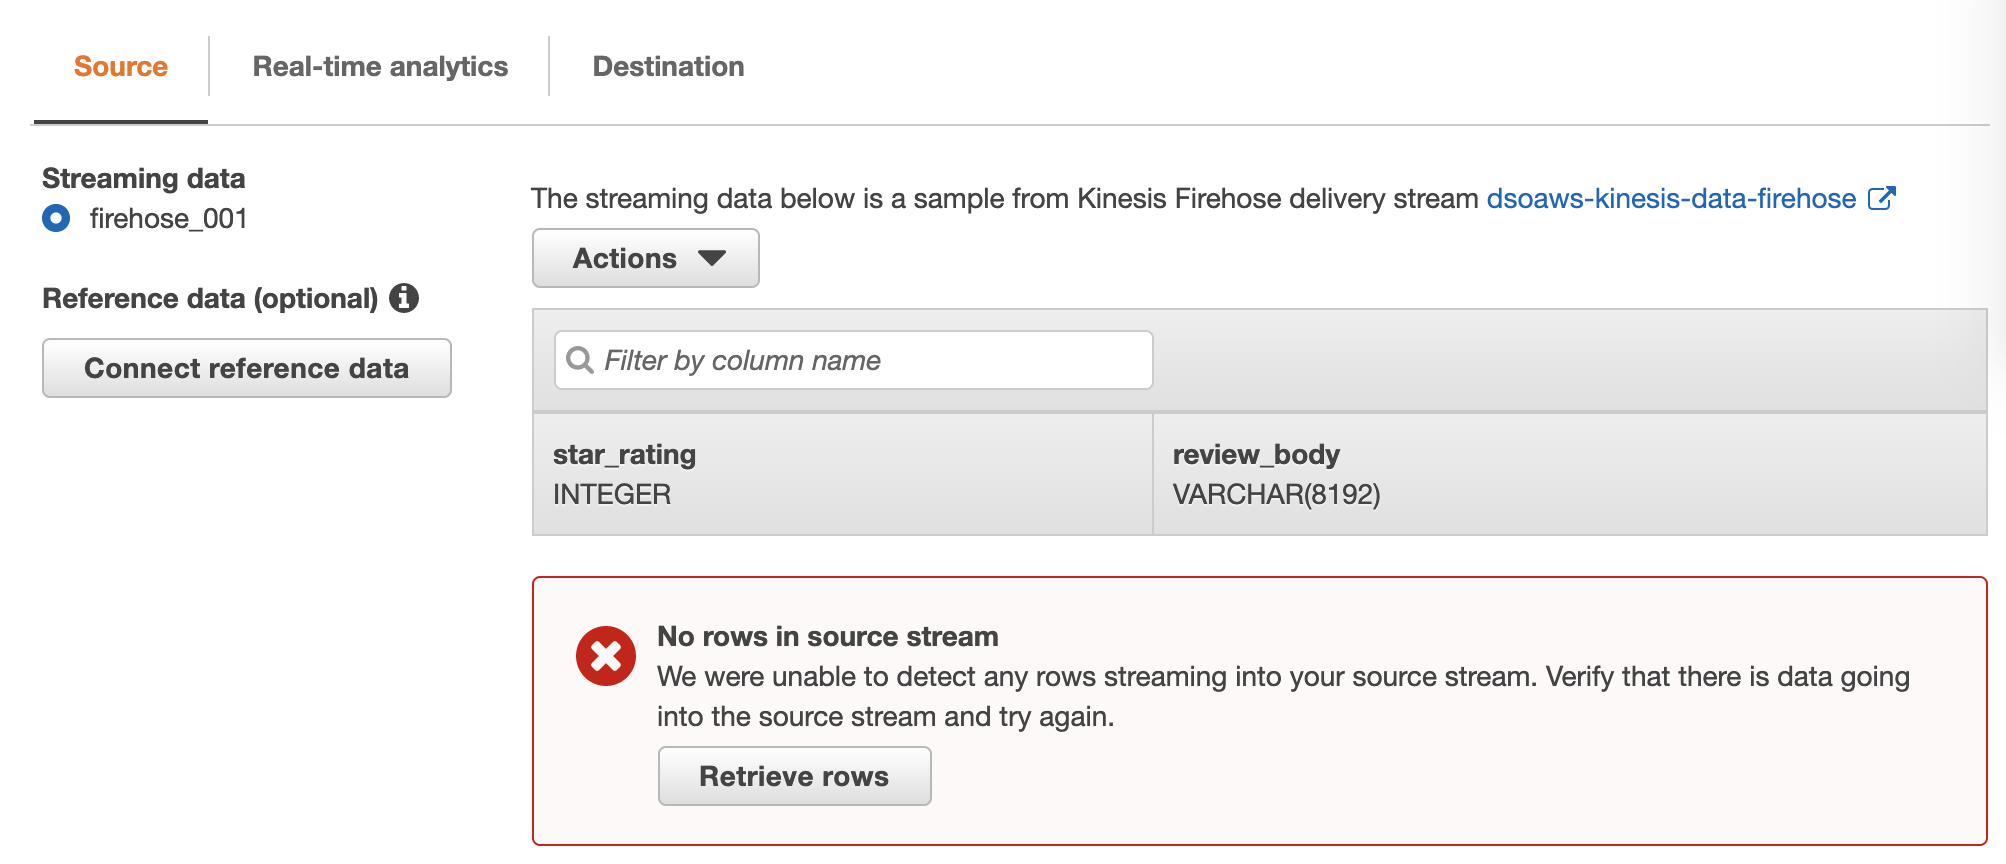 Source
Real-time analytics
Destination
Streaming data
firehose_001
Reference data (optional)
Connect reference data
The streaming data below is a sample from Kinesis Firehose delivery stream dsoaws-kinesis-data-firehose
Actions
Filter by column name
star_rating
INTEGER
review_body
VARCHAR(8192)
No rows in source stream
We were unable to detect any rows streaming into your source stream. Verify that there is data going
into the source stream and try again.
Retrieve rows